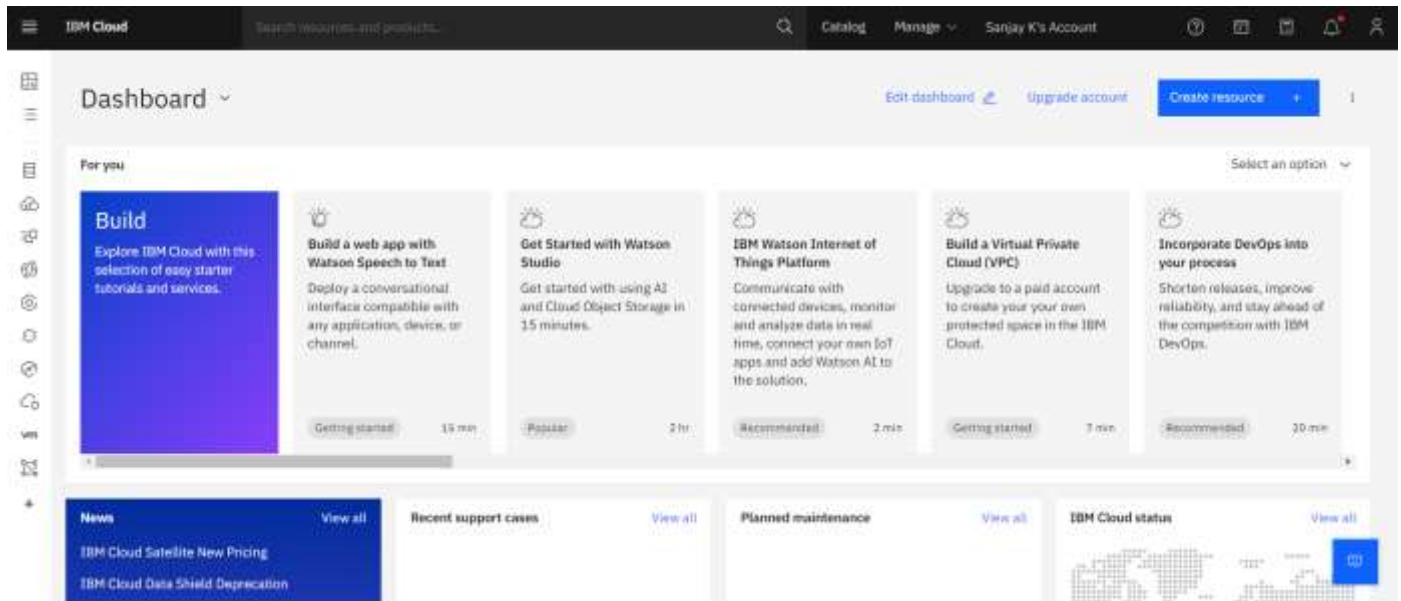 IBM Cloud
Search resources and products...
Catalog
Manage
Sanjay K's Account
Dashboard
Edit dashboard
Upgrade account
Create resource +
For you
Select an option
Build
Explore IBM Cloud with this
selection of easy starter
tutorials and services.
Build a web app with
Watson Speech to Text
Deploy a conversational
interface compatible with
any application, device, or
channel.
Getting started
15 min
Get Started with Watson
Studio
Get started with using AI
and Cloud Object Storage in
15 minutes.
Popular
2 hr
IBM Watson Internet of
Things Platform
Communicate with
connected devices, monitor
and analyze data in real
time, connect your own IoT
apps and add Watson AI to
the solution.
Recommended
2 min
Build a Virtual Private
Cloud (VPC)
Upgrade to a paid account
to create your your own
protected space in the IBM
Cloud.
Getting started
7 min
Incorporate DevOps into
your process
Shorten releases, improve
reliability, and stay ahead of
the competition with IBM
DevOps.
Recommended
20 min
News
View all
IBM Cloud Satellite New Pricing
IBM Cloud Data Shield Deprecation
Recent support cases
View all
Planned maintenance
View all
IBM Cloud status
View all